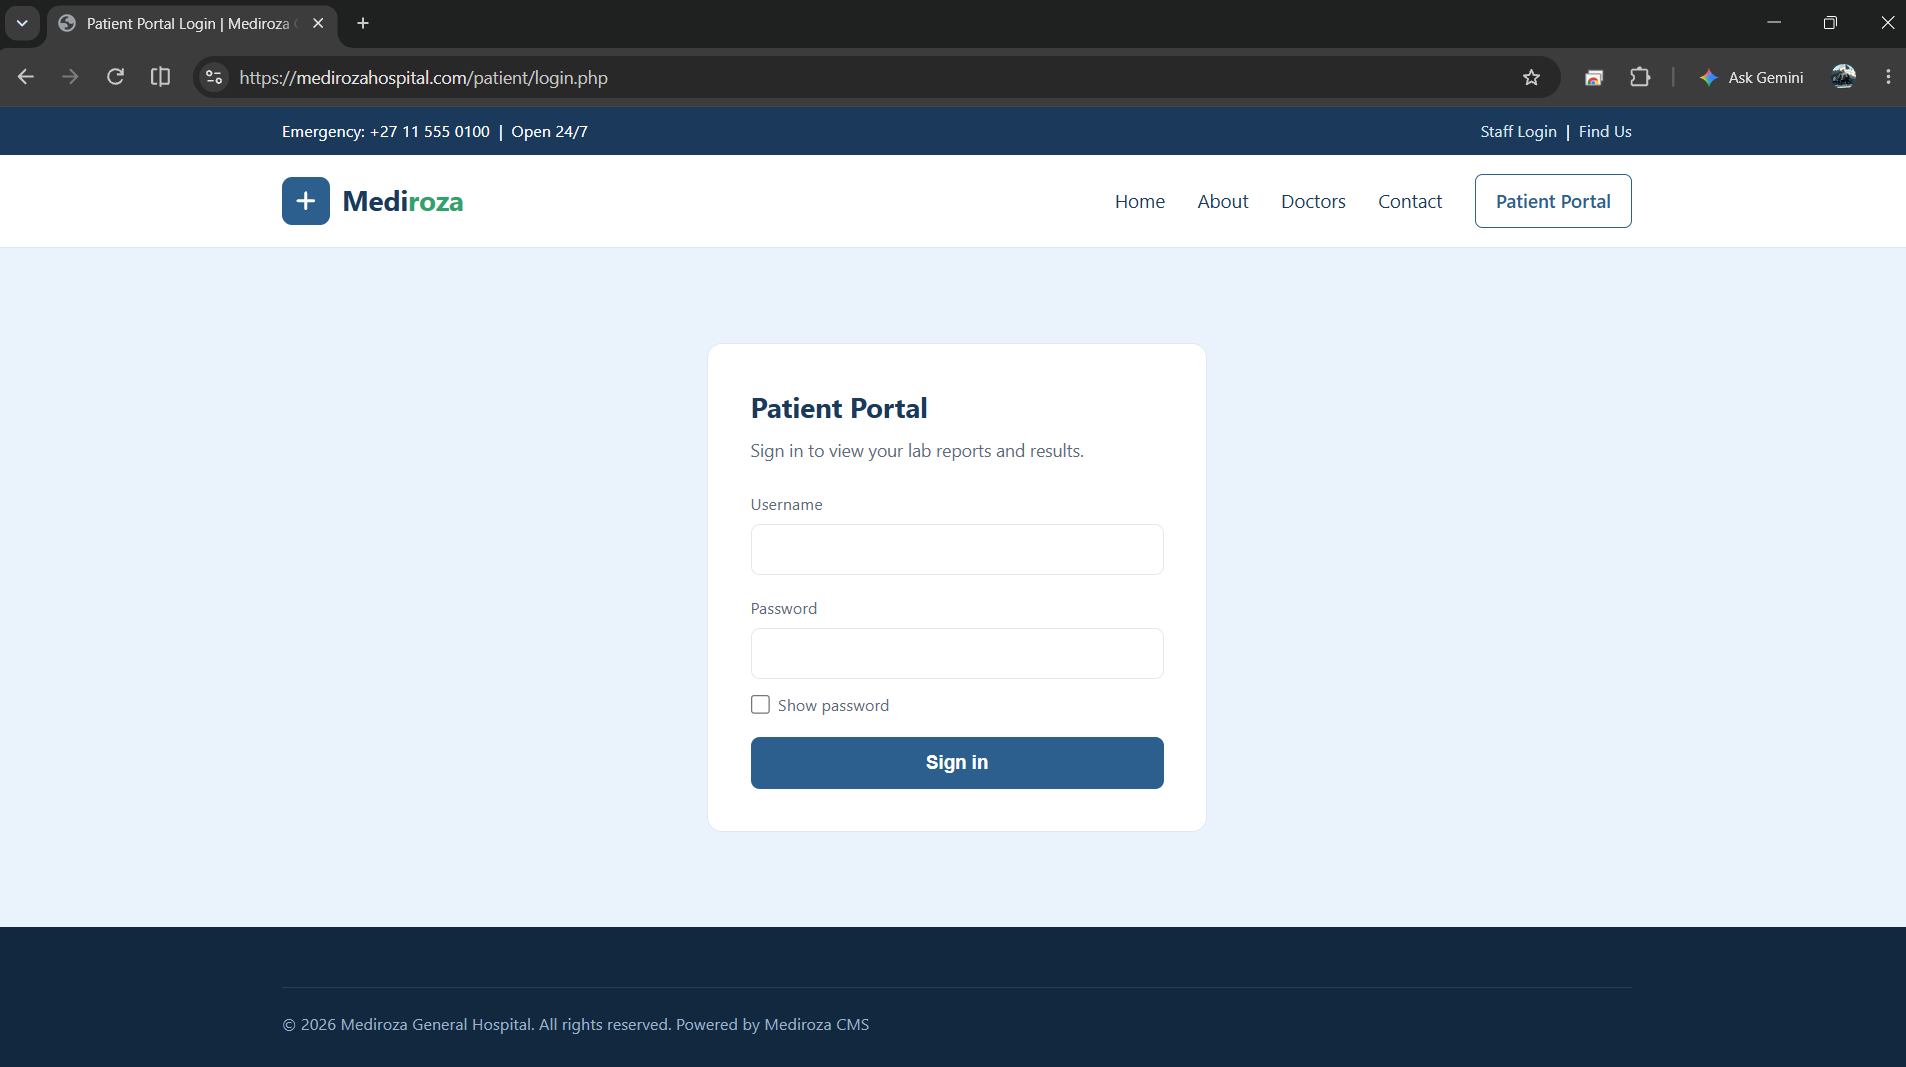 Patient Portal Login | Mediroza
https://medirozahospital.com/patient/login.php
Ask Gemini
Emergency: +27 11 555 0100 | Open 24/7
Staff Login | Find Us
Mediroza
Home
About
Doctors
Contact
Patient Portal
Patient Portal
Sign in to view your lab reports and results.
Username
Password
Show password
Sign in
© 2026 Mediroza General Hospital. All rights reserved. Powered by Mediroza CMS